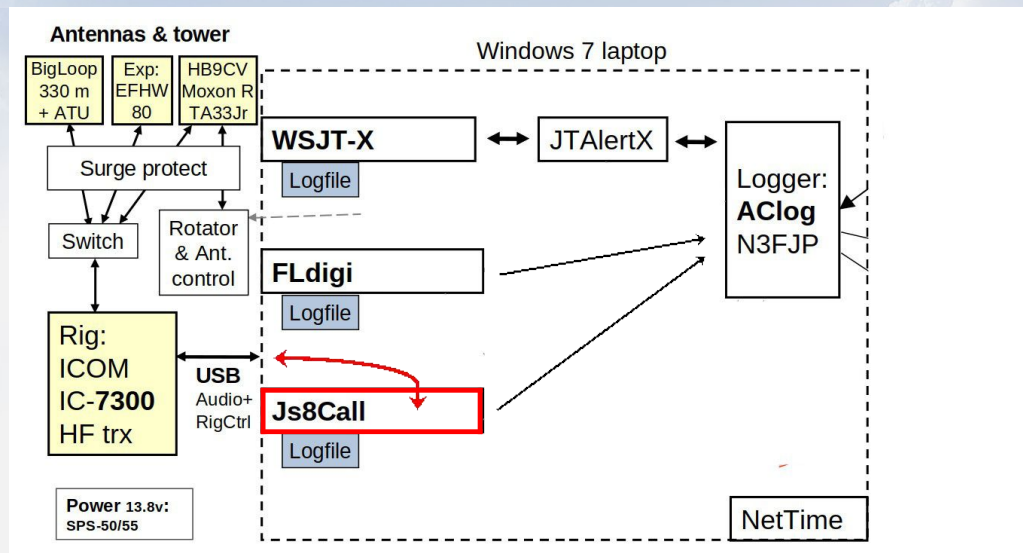 Antennas & tower
BigLoop
330 m
+ ATU
Exp:
EFHW
80
HB9CV
Moxon R
TA33Jr
Surge protect
Switch
Rotator
& Ant.
control
Rig:
ICOM
IC-7300
HF trx
USB
Audio+
RigCtrl
Power 13.8v:
SPS-50/55
Windows 7 laptop
WSJT-X
Logfile
JTAlertX
Logger:
AClog
N3FJP
FLdigi
Logfile
Js8Call
Logfile
NetTime